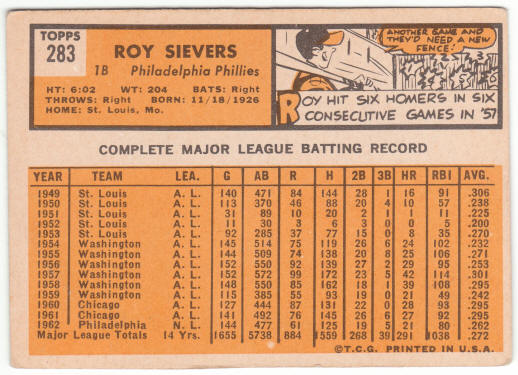 TOPPS
283
ROY SIEVERS
1B Philadelphia Phillies
HT: 6:02 WT: 204 BATS: Right
THROWS: Right BORN: 11/18/1926
HOME: St. Louis, Mo.
ANOTHER GAME AND
THEY'D NEED A NEW
FENCE!
ROY HIT SIX HOMERS IN SIX
CONSECUTIVE GAMES IN '57
COMPLETE MAJOR LEAGUE BATTING RECORD
YEAR TEAM LEA. G AB R H 2B 3B HR RBI AVG.
1949 St. Louis A. L. 140 471 84 144 28 1 16 91 .306
1950 St. Louis A. L. 113 370 46 88 20 4 10 57 .238
1951 St. Louis A. L. 31 89 10 20 2 1 1 11 .225
1952 St. Louis A. L. 11 30 3 6 3 0 0 5 .200
1953 St. Louis A. L. 92 285 37 77 15 0 8 35 .270
1954 Washington A. L. 145 514 75 119 26 6 24 102 .232
1955 Washington A. L. 144 509 74 138 20 8 25 106 .271
1956 Washington A. L. 152 550 92 139 27 2 29 95 .253
1957 Washington A. L. 152 572 99 172 23 5 42 114 .301
1958 Washington A. L. 148 550 85 162 18 1 39 108 .295
1959 Washington A. L. 115 385 55 93 19 0 21 49 .242
1960 Chicago A. L. 127 444 87 131 22 0 28 93 .295
1961 Chicago A. L. 141 492 76 145 26 6 27 92 .295
1962 Philadelphia N. L. 144 477 61 125 19 5 21 80 .262
Major League Totals 14 Yrs. 1655 5738 884 1559 268 39 291 1038 .272
©T.C.G. PRINTED IN U.S.A.